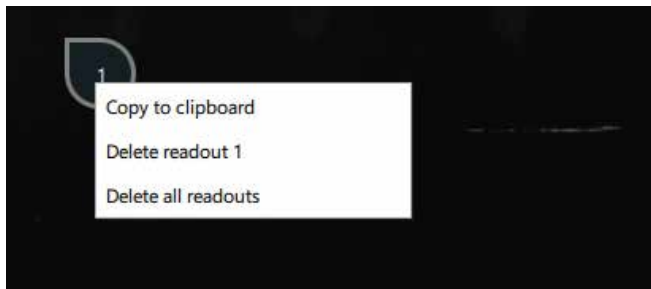 1
Copy to clipboard
Delete readout 1
Delete all readouts